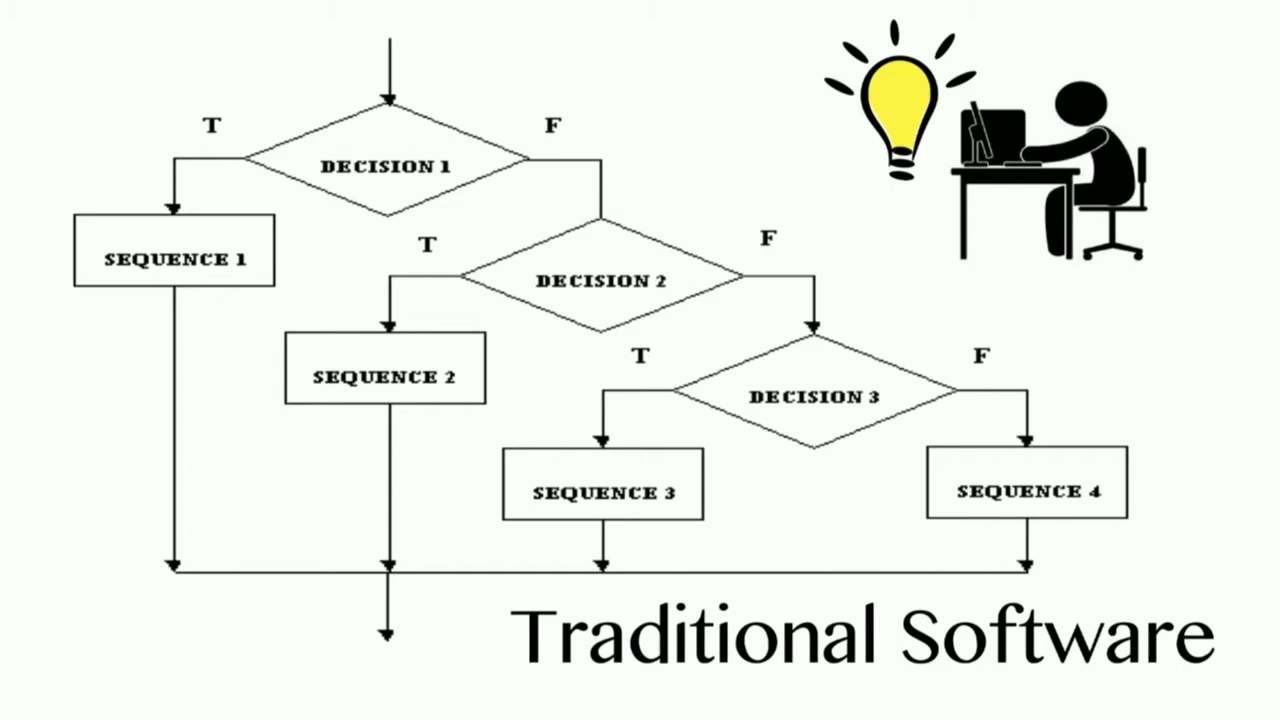 T
F
DECISION 1
T
F
SEQUENCE 1
DECISION 2
T
F
SEQUENCE 2
DECISION 3
SEQUENCE 3
SEQUENCE 4
Traditional Software